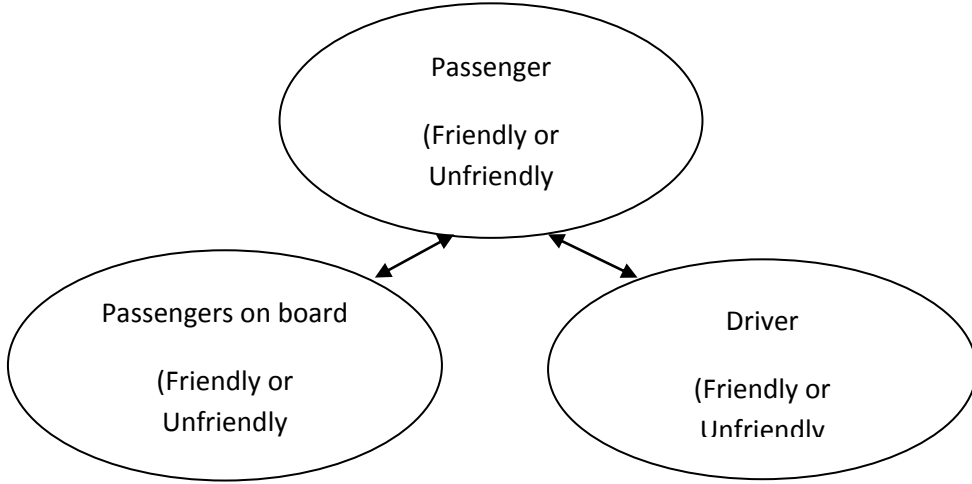 Passenger
(Friendly or
Unfriendly
Passengers on board
(Friendly or
Unfriendly
Driver
(Friendly or
Unfriendly